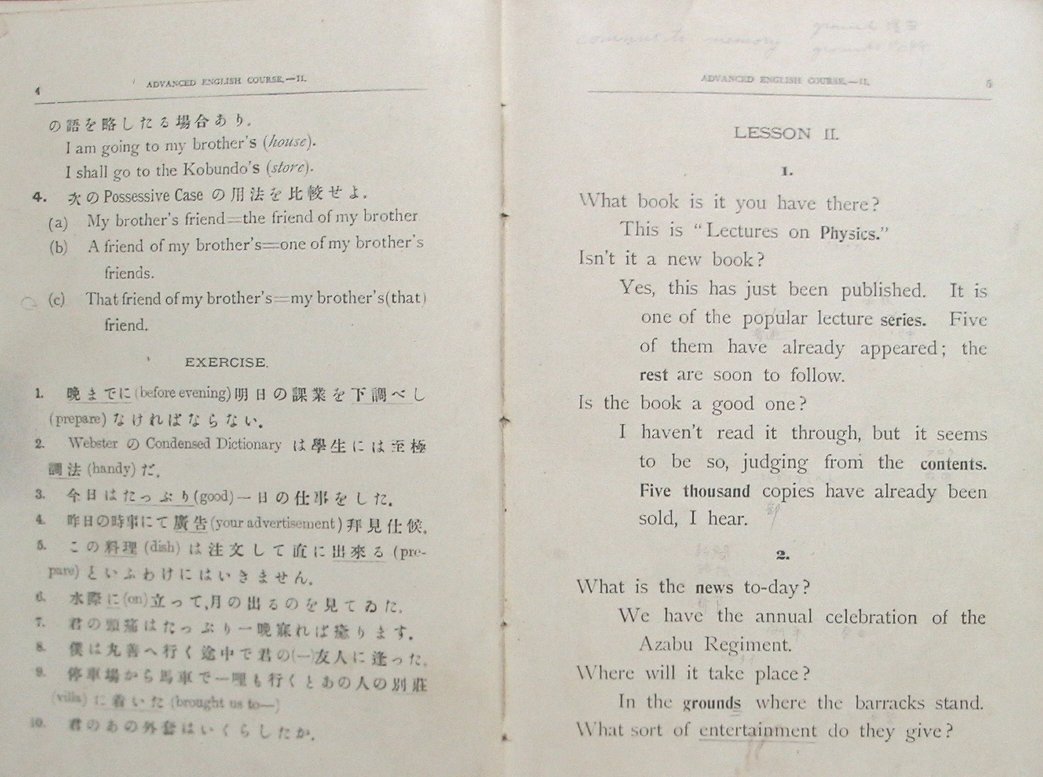 4
ADVANCED ENGLISH COURSE,—II.
の語を略したる場合あり.
I am going to my brother's (house).
I shall go to the Kobundo's (store).
4. 次の Possessive Case の用法を比較せよ.
(a) My brother's friend=the friend of my brother
(b) A friend of my brother's=one of my brother's
friends.
(c) That friend of my brother's=my brother's(that)
friend.
EXERCISE.
1. 晩までに(before evening)明日の課業を下調べし
(prepare) なければならない.
2. Webster の Condensed Dictionary は學生には至極
調法 (handy) だ.
3. 今日はたっぷり(good)一日の仕事をした.
4. 昨日の時事にて廣告(your advertisement)拜見仕候.
5. この料理 (dish) は注文して直に出來る (pre-
pare) といふわけにはいきません.
6. 水際に(on)立って,月の出るのを見てゐた.
7. 君の頭痛はたっぷり一晩寐れば癒ります.
8. 僕は丸善へ行く途中で君の(一)友人に逢った.
9. 停車場から馬車で一哩も行くとあの人の別莊
(villa) に着いた (brought us to—)
10. 君のあの外套はいくらしたか.
commit to memory
ADVANCED ENGLISH COURSE,—II.
5
LESSON II.
1.
What book is it you have there?
This is "Lectures on Physics."
Isn't it a new book?
Yes, this has just been published. It is
one of the popular lecture series. Five
of them have already appeared; the
rest are soon to follow.
Is the book a good one?
I haven't read it through, but it seems
to be so, judging from the contents.
Five thousand copies have already been
sold, I hear.
2.
What is the news to-day?
We have the annual celebration of the
Azabu Regiment.
Where will it take place?
In the grounds where the barracks stand.
What sort of entertainment do they give?